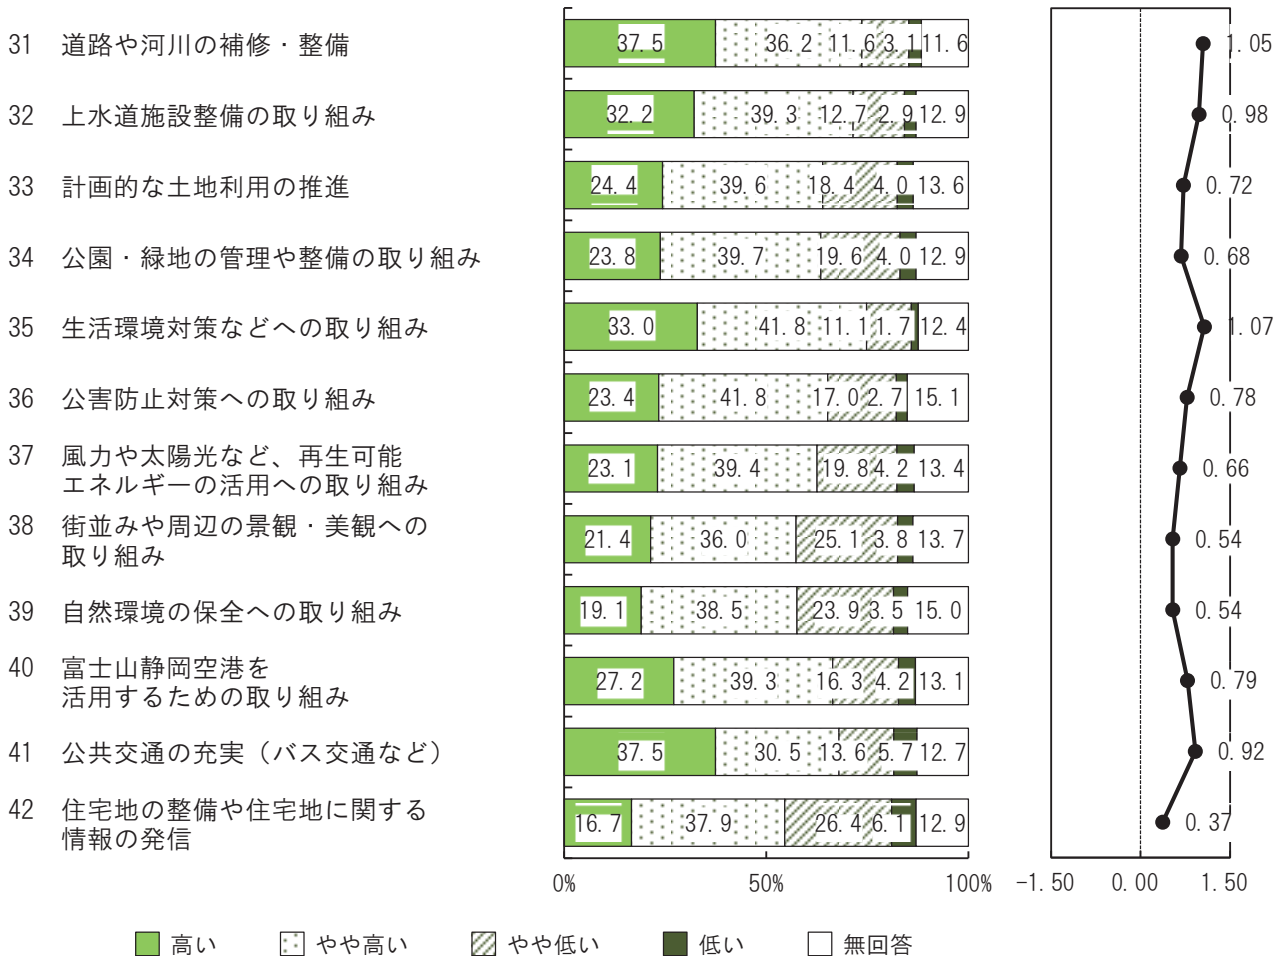 31 道路や河川の補修・整備 37.5 36.2 11.6 3.1 11.6 1.05
32 上水道施設整備の取り組み 32.2 39.3 12.7 2.9 12.9 0.98
33 計画的な土地利用の推進 24.4 39.6 18.4 4.0 13.6 0.72
34 公園・緑地の管理や整備の取り組み 23.8 39.7 19.6 4.0 12.9 0.68
35 生活環境対策などへの取り組み 33.0 41.8 11.1 1.7 12.4 1.07
36 公害防止対策への取り組み 23.4 41.8 17.0 2.7 15.1 0.78
37 風力や太陽光など、再生可能
エネルギーの活用への取り組み 23.1 39.4 19.8 4.2 13.4 0.66
38 街並みや周辺の景観・美観への
取り組み 21.4 36.0 25.1 3.8 13.7 0.54
39 自然環境の保全への取り組み 19.1 38.5 23.9 3.5 15.0 0.54
40 富士山静岡空港を
活用するための取り組み 27.2 39.3 16.3 4.2 13.1 0.79
41 公共交通の充実（バス交通など） 37.5 30.5 13.6 5.7 12.7 0.92
42 住宅地の整備や住宅地に関する
情報の発信 16.7 37.9 26.4 6.1 12.9 0.37
0% 50% 100% -1.50 0.00 1.50
高い やや高い やや低い 低い 無回答